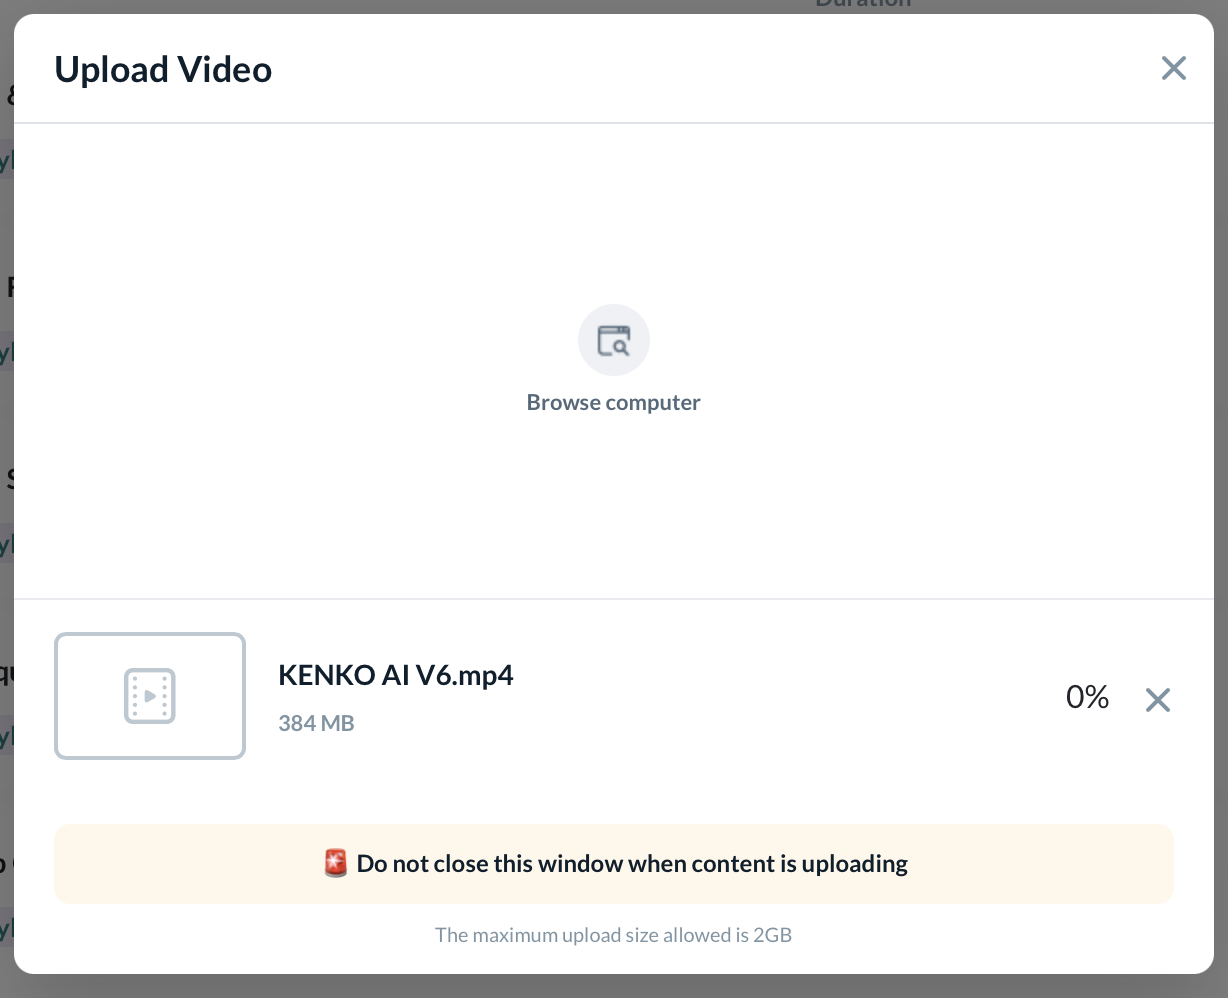 Duration
Upload Video
Browse computer
KENKO AI V6.mp4
384 MB
0%
🚨 Do not close this window when content is uploading
The maximum upload size allowed is 2GB